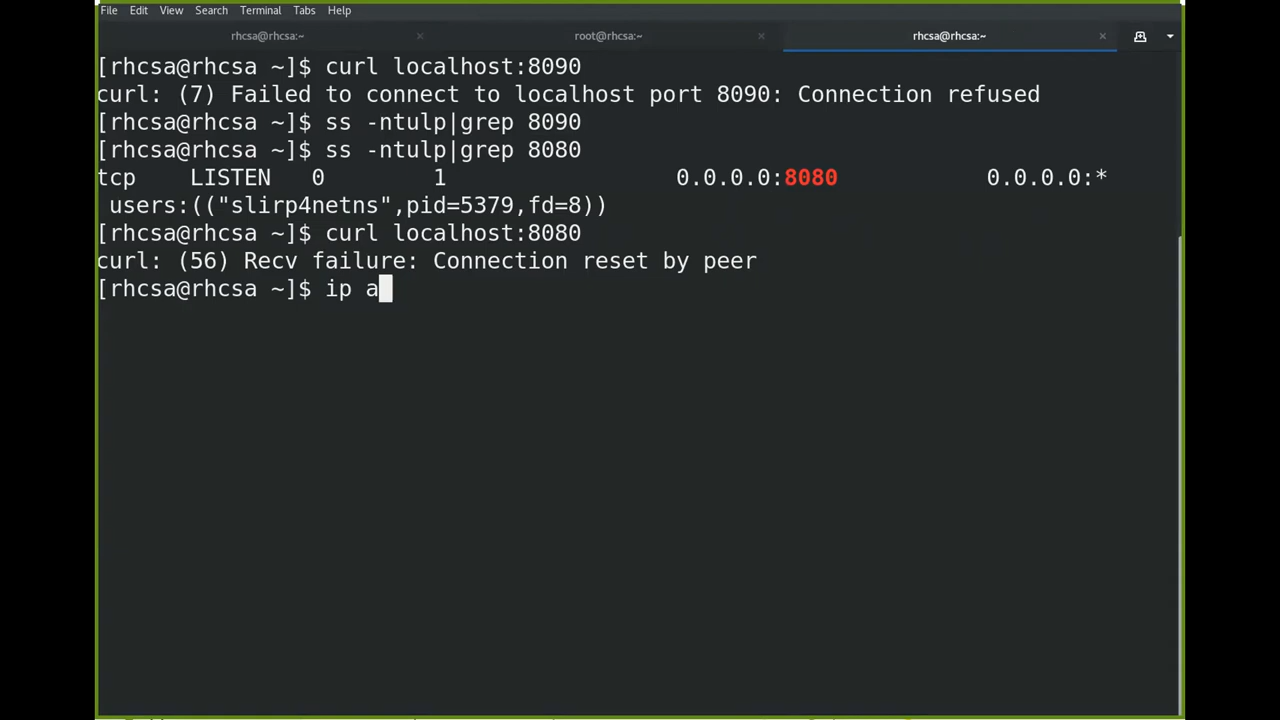 File Edit View Search Terminal Tabs Help
rhcsa@rhcsa:~ × root@rhcsa:~ × rhcsa@rhcsa:~ ×
[rhcsa@rhcsa ~]$ curl localhost:8090
curl: (7) Failed to connect to localhost port 8090: Connection refused
[rhcsa@rhcsa ~]$ ss -ntulp|grep 8090
[rhcsa@rhcsa ~]$ ss -ntulp|grep 8080
tcp    LISTEN   0        1                 0.0.0.0:8080           0.0.0.0:*
 users:(("slirp4netns",pid=5379,fd=8))
[rhcsa@rhcsa ~]$ curl localhost:8080
curl: (56) Recv failure: Connection reset by peer
[rhcsa@rhcsa ~]$ ip a